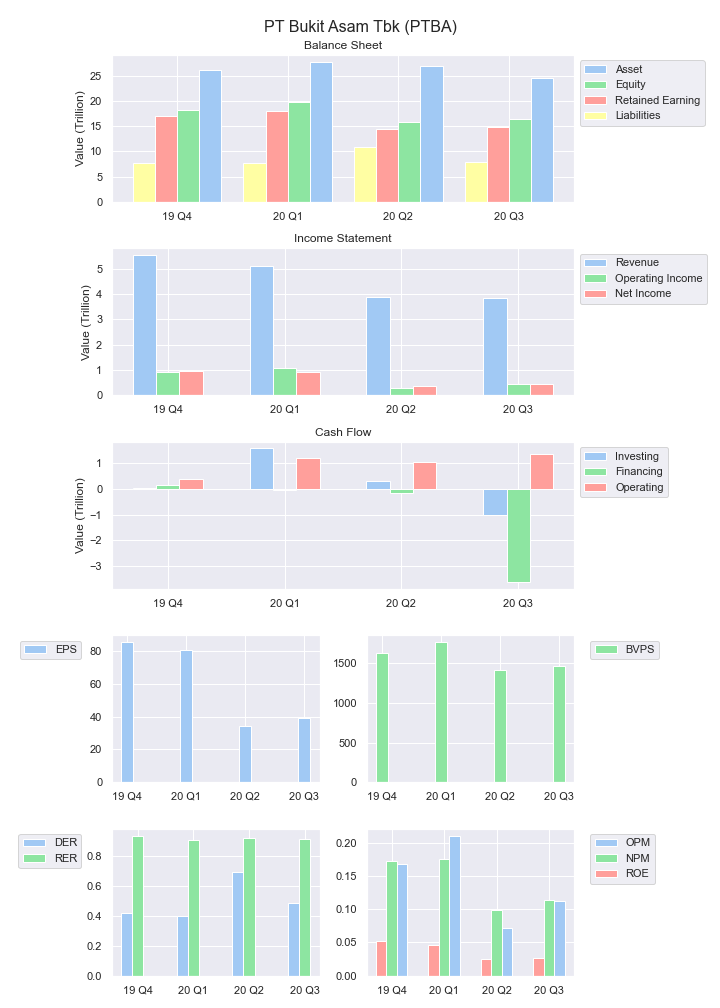 PT Bukit Asam Tbk (PTBA)
Balance Sheet
Value (Trillion)
25
20
15
10
5
0
19 Q4 20 Q1 20 Q2 20 Q3
Asset
Equity
Retained Earning
Liabilities
Income Statement
Value (Trillion)
5
4
3
2
1
0
19 Q4 20 Q1 20 Q2 20 Q3
Revenue
Operating Income
Net Income
Cash Flow
Value (Trillion)
1
0
−1
−2
−3
19 Q4 20 Q1 20 Q2 20 Q3
Investing
Financing
Operating
EPS
80
60
40
20
0
19 Q4 20 Q1 20 Q2 20 Q3
1500
1000
500
0
19 Q4 20 Q1 20 Q2 20 Q3
BVPS
DER
RER
0.8
0.6
0.4
0.2
0.0
19 Q4 20 Q1 20 Q2 20 Q3
0.20
0.15
0.10
0.05
0.00
19 Q4 20 Q1 20 Q2 20 Q3
OPM
NPM
ROE